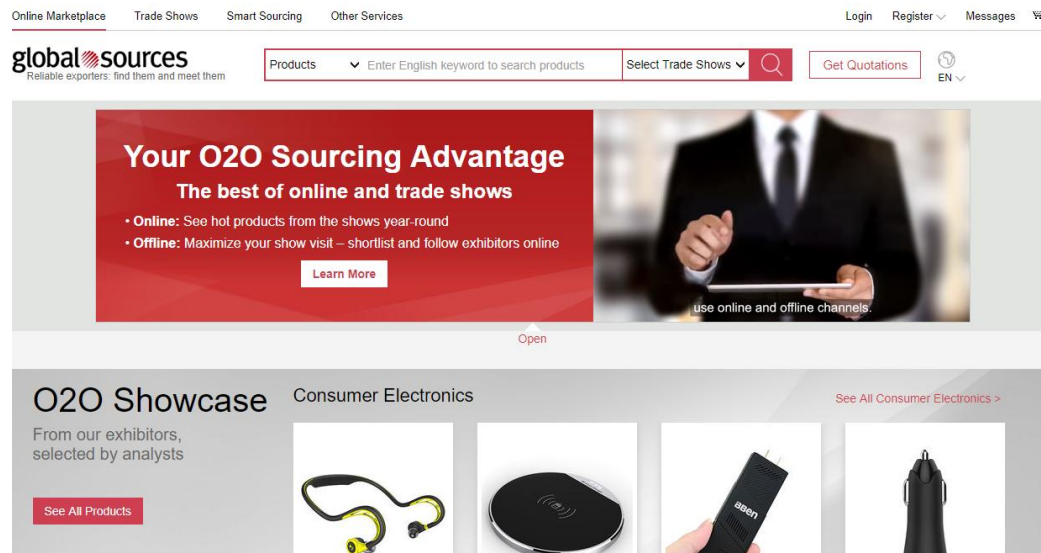 Online Marketplace Trade Shows Smart Sourcing Other Services Login Register Messages
global sources
Reliable exporters: find them and meet them
Products Enter English keyword to search products Select Trade Shows Get Quotations
EN
Your O2O Sourcing Advantage
The best of online and trade shows
• Online: See hot products from the shows year-round
• Offline: Maximize your show visit – shortlist and follow exhibitors online
Learn More
use online and offline channels.
Open
O2O Showcase
Consumer Electronics
See All Consumer Electronics >
From our exhibitors,
selected by analysts
See All Products
BBEN